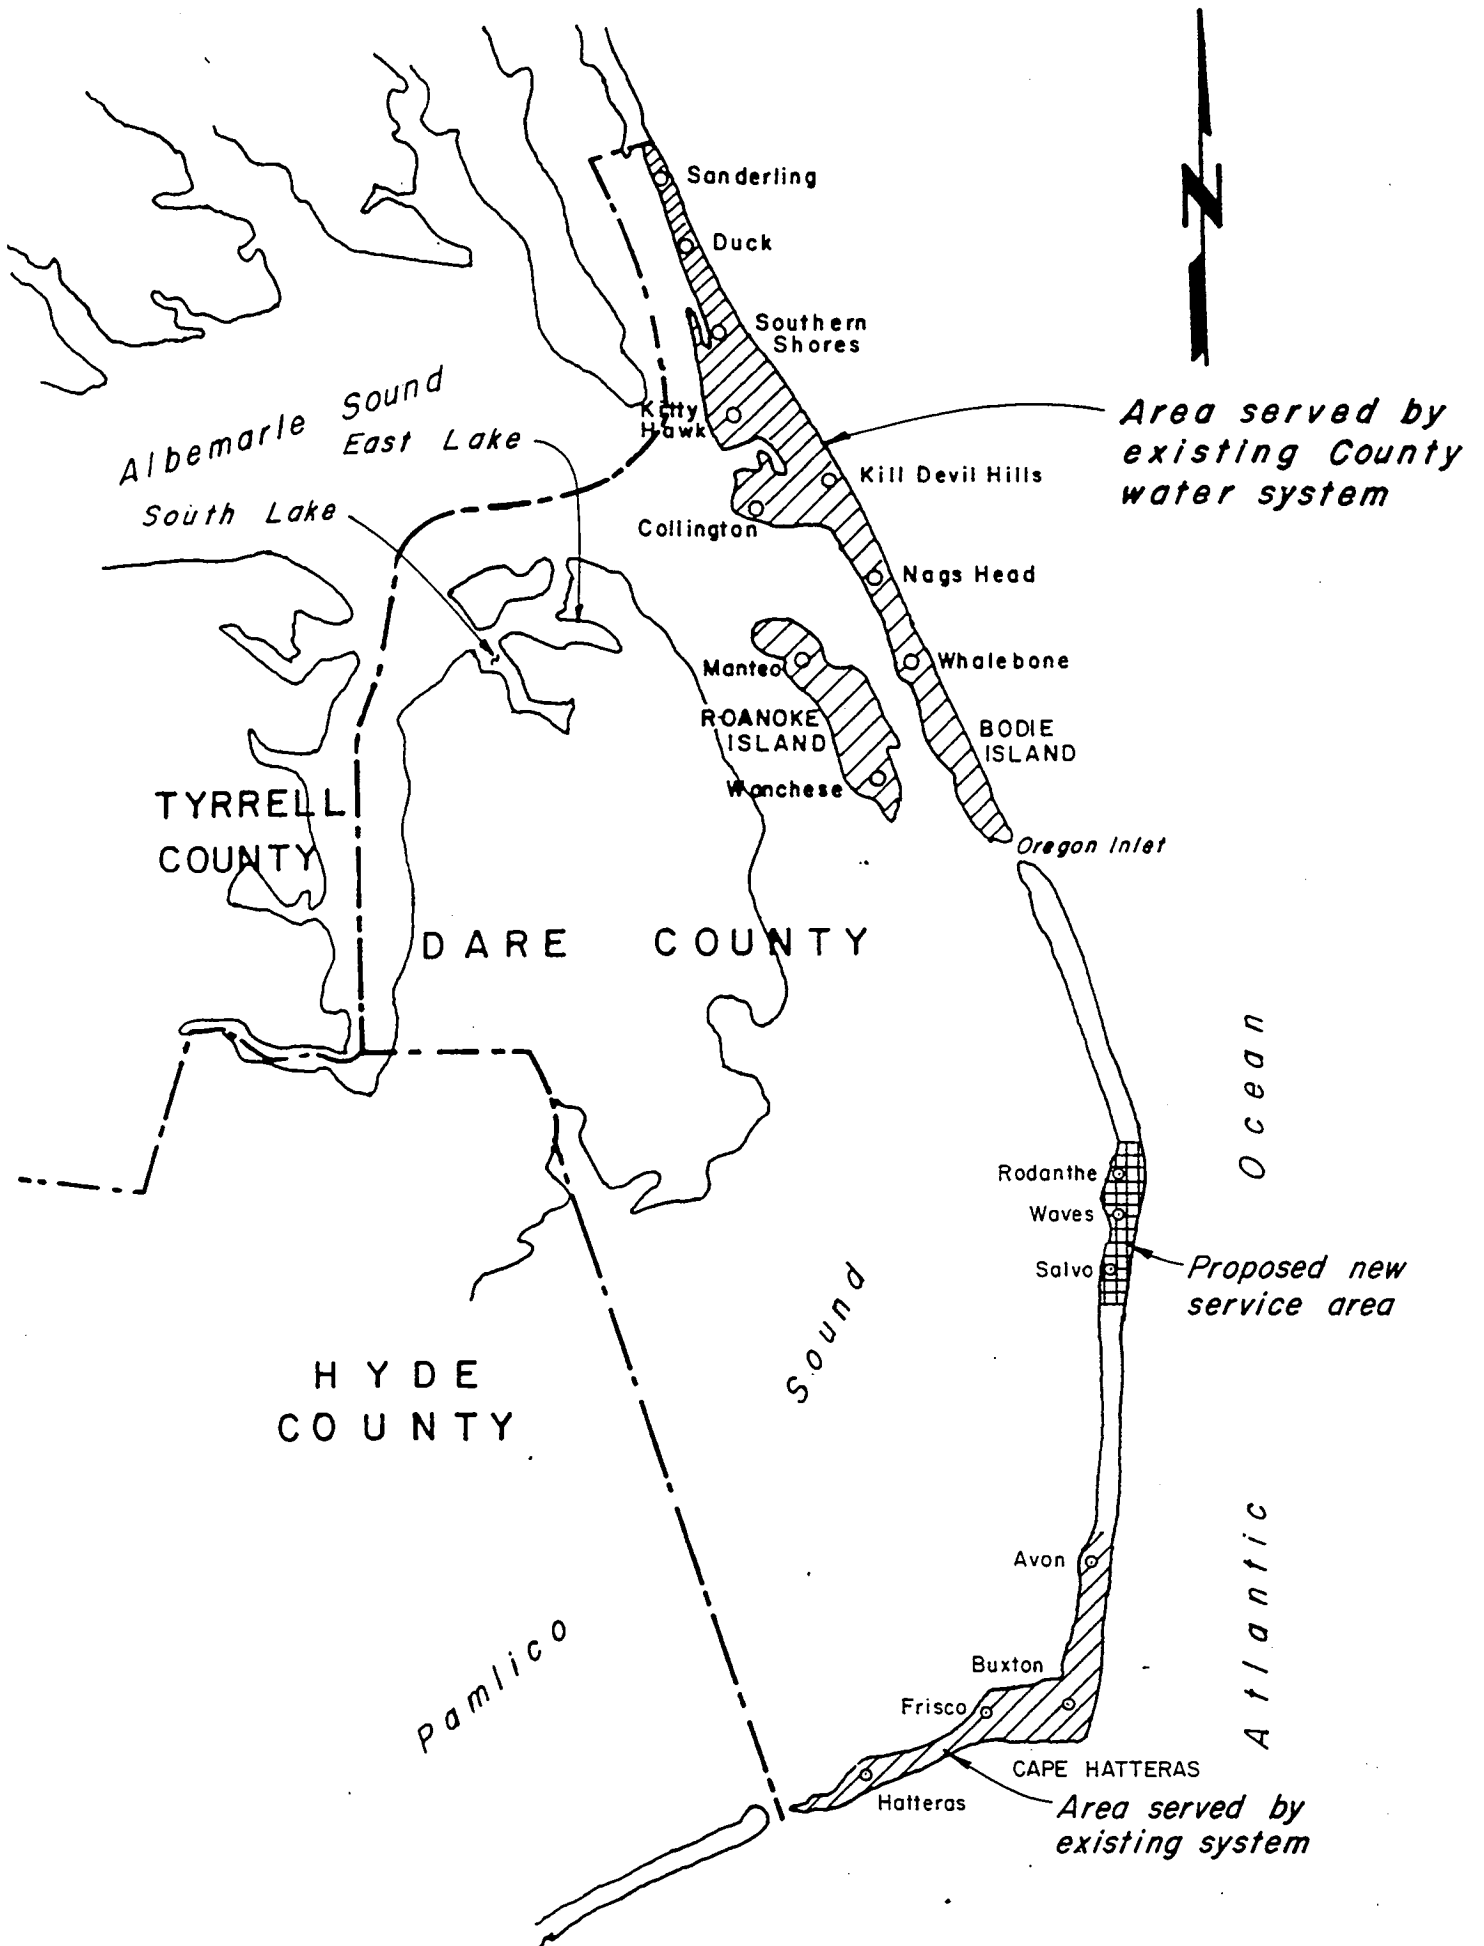 Sanderling
Duck
N
Southern
Shores
Albemarle Sound
Kitty
Hawk
East Lake
Area served by
existing County
water system
South Lake
Kill Devil Hills
Collington
Nags Head
Manteo
Whalebone
ROANOKE
ISLAND
BODIE
ISLAND
Wanchese
TYRRELL
COUNTY
Oregon Inlet
DARE COUNTY
Rodanthe
Waves
Salvo
Proposed new
service area
HYDE
COUNTY
Pamlico Sound
Atlantic Ocean
Avon
Buxton
Frisco
CAPE HATTERAS
Hatteras
Area served by
existing system